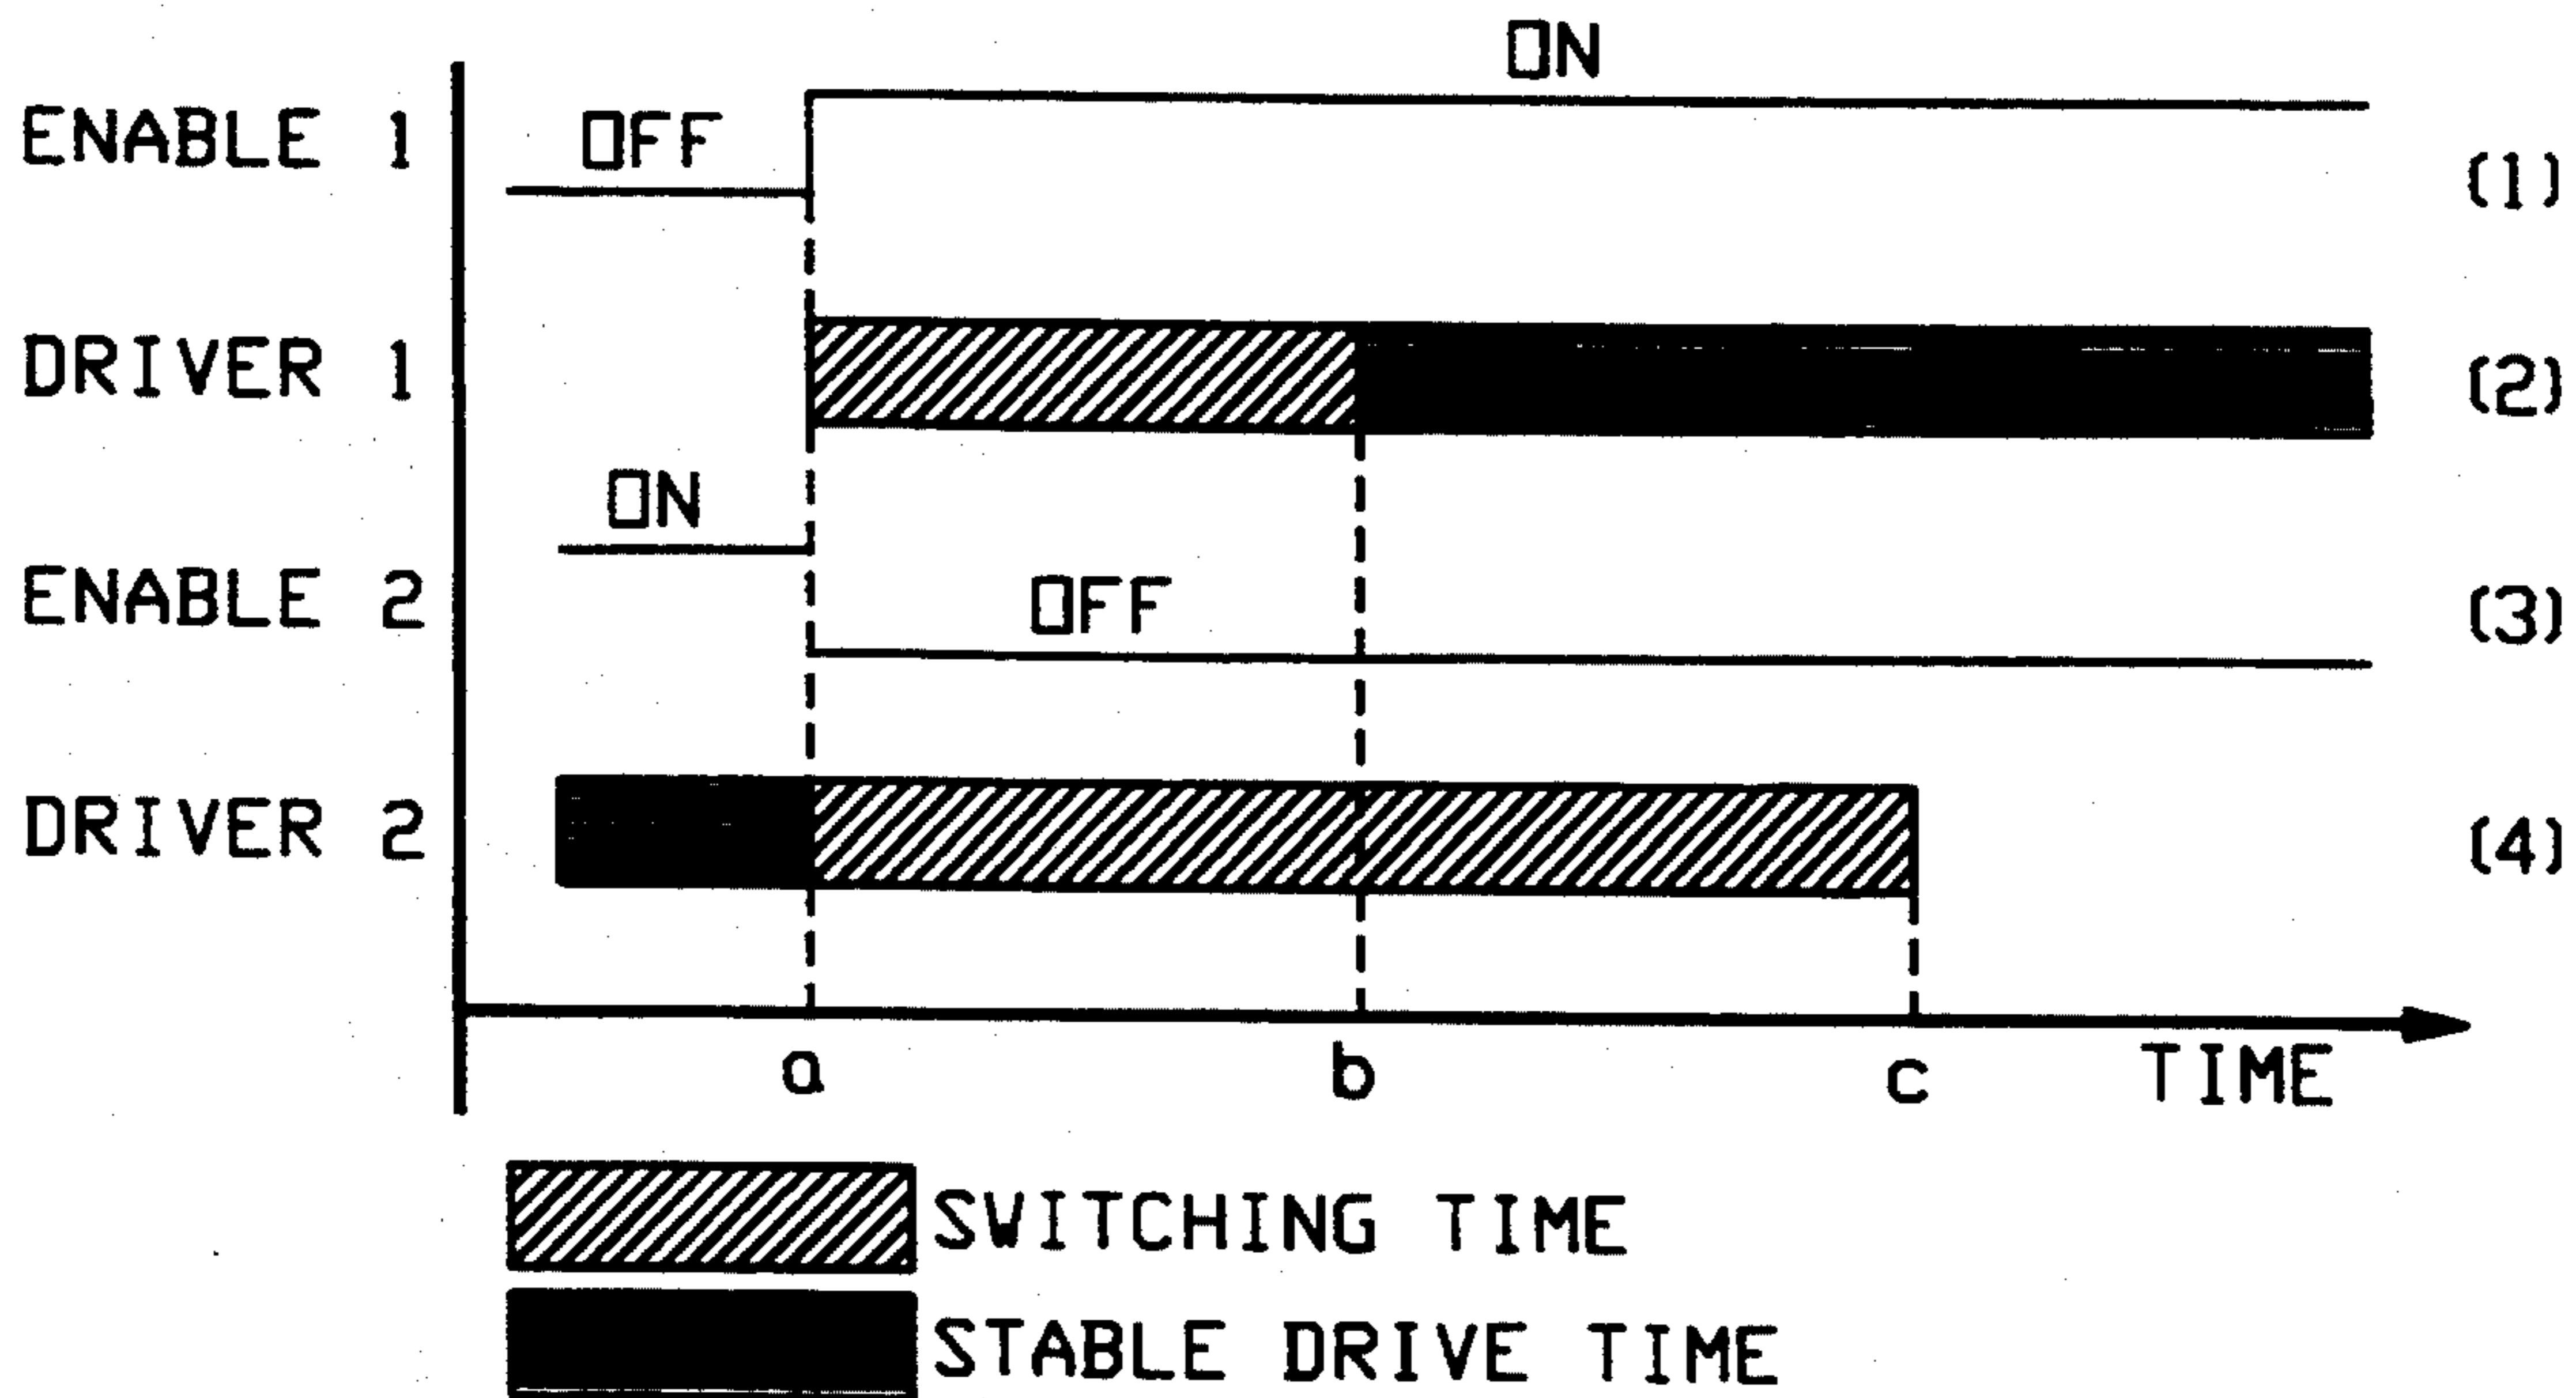 ON
ENABLE 1 OFF (1)
DRIVER 1 (2)
ON
ENABLE 2 OFF (3)
DRIVER 2 (4)
a b c TIME
SWITCHING TIME
STABLE DRIVE TIME